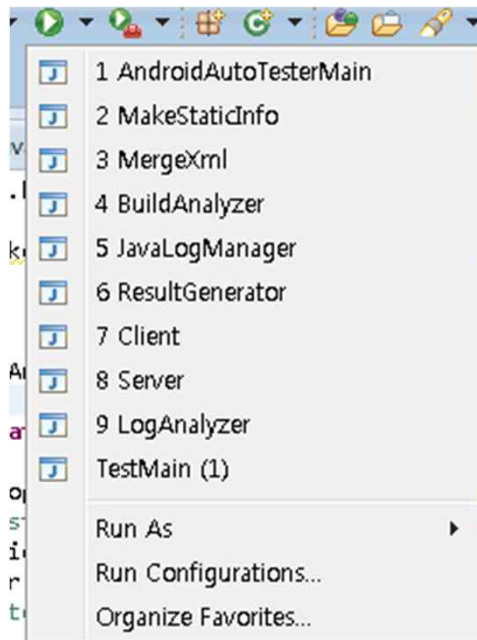 1 AndroidAutoTesterMain
2 MakeStaticInfo
3 MergeXml
4 BuildAnalyzer
5 JavaLogManager
6 ResultGenerator
7 Client
8 Server
9 LogAnalyzer
TestMain (1)
Run As
Run Configurations...
Organize Favorites...